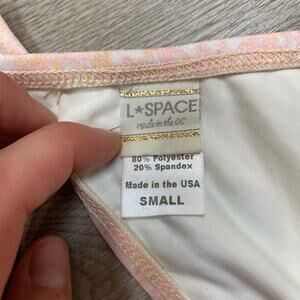 L★SPACE
made in the OC
80% Polyester
20% Spandex
Made in the USA
SMALL